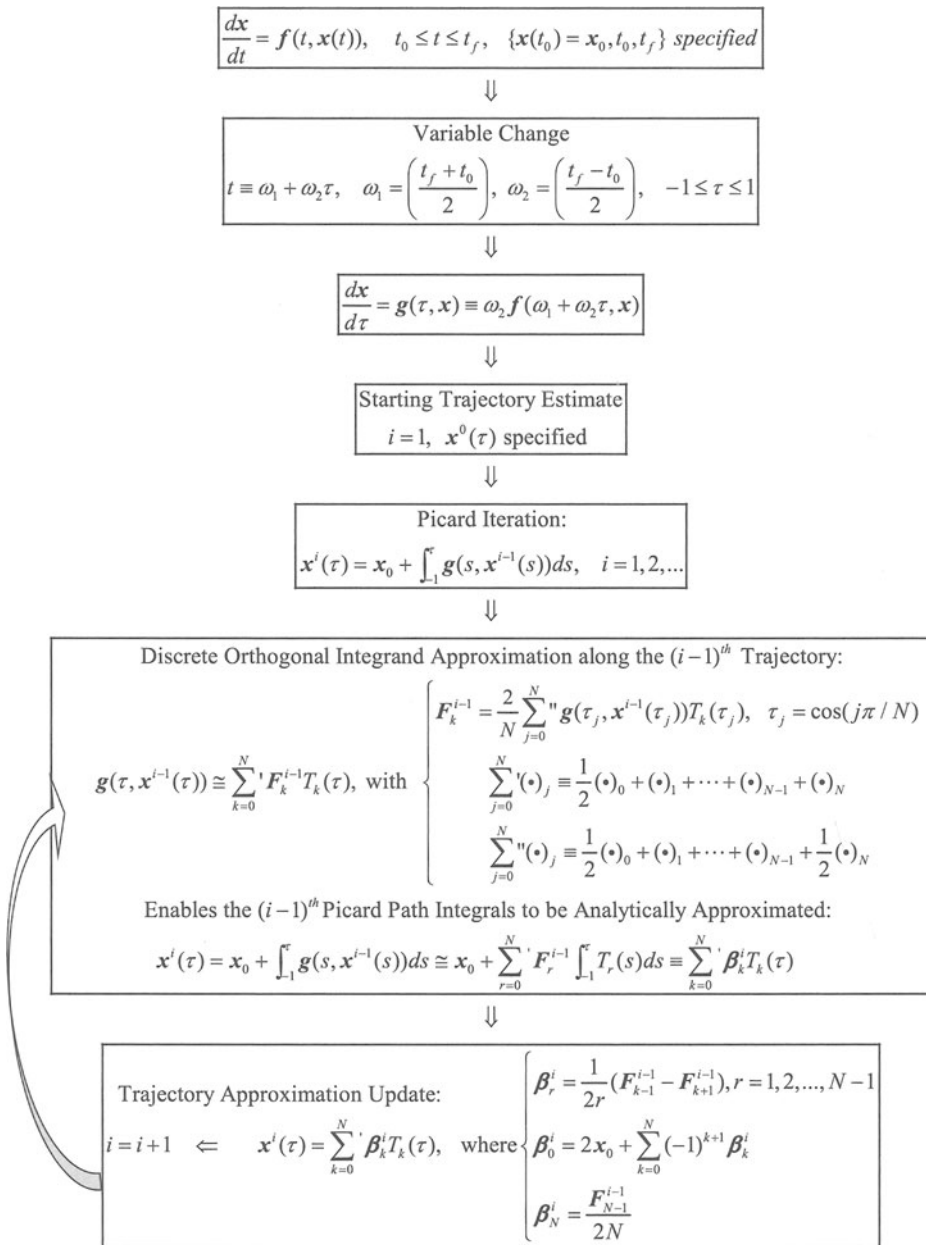 dx/dt = f(t, x(t)),   t_0 ≤ t ≤ t_f,   {x(t_0) = x_0, t_0, t_f} specified
⇓
Variable Change
t ≡ ω_1 + ω_2τ,   ω_1 = ((t_f + t_0)/2), ω_2 = ((t_f − t_0)/2),   −1 ≤ τ ≤ 1
⇓
dx/dτ = g(τ, x) ≡ ω_2 f(ω_1 + ω_2τ, x)
⇓
Starting Trajectory Estimate
i = 1,  x^0(τ) specified
⇓
Picard Iteration:
x^i(τ) = x_0 + ∫_{−1}^{τ} g(s, x^{i−1}(s))ds,   i = 1, 2, ...
⇓
Discrete Orthogonal Integrand Approximation along the (i−1)^{th} Trajectory:
F_k^{i−1} = 2/N ∑_{j=0}^{N} " g(τ_j, x^{i−1}(τ_j))T_k(τ_j),  τ_j = cos(jπ / N)
g(τ, x^{i−1}(τ)) ≅ ∑_{k=0}^{N} ' F_k^{i−1} T_k(τ), with
∑_{j=0}^{N} '(•)_j ≡ 1/2(•)_0 + (•)_1 + ⋯ + (•)_{N−1} + (•)_N
∑_{j=0}^{N} "(•)_j ≡ 1/2(•)_0 + (•)_1 + ⋯ + (•)_{N−1} + 1/2(•)_N
Enables the (i−1)^{th} Picard Path Integrals to be Analytically Approximated:
x^i(τ) = x_0 + ∫_{−1}^{τ} g(s, x^{i−1}(s))ds ≅ x_0 + ∑_{r=0}^{N} ' F_r^{i−1} ∫_{−1}^{τ} T_r(s)ds ≡ ∑_{k=0}^{N} ' β_k^i T_k(τ)
⇓
Trajectory Approximation Update:
β_r^i = 1/2r (F_{k−1}^{i−1} − F_{k+1}^{i−1}), r = 1, 2, ..., N−1
i = i+1   ⇐   x^i(τ) = ∑_{k=0}^{N} ' β_k^i T_k(τ),  where
β_0^i = 2x_0 + ∑_{k=0}^{N} (−1)^{k+1} β_k^i
β_N^i = F_{N−1}^{i−1}/2N